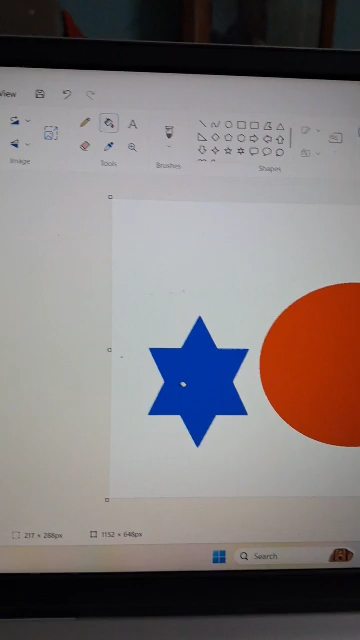 View
A
Image
Tools
Brushes
Shapes
217 × 288px
1152 × 648px
Search